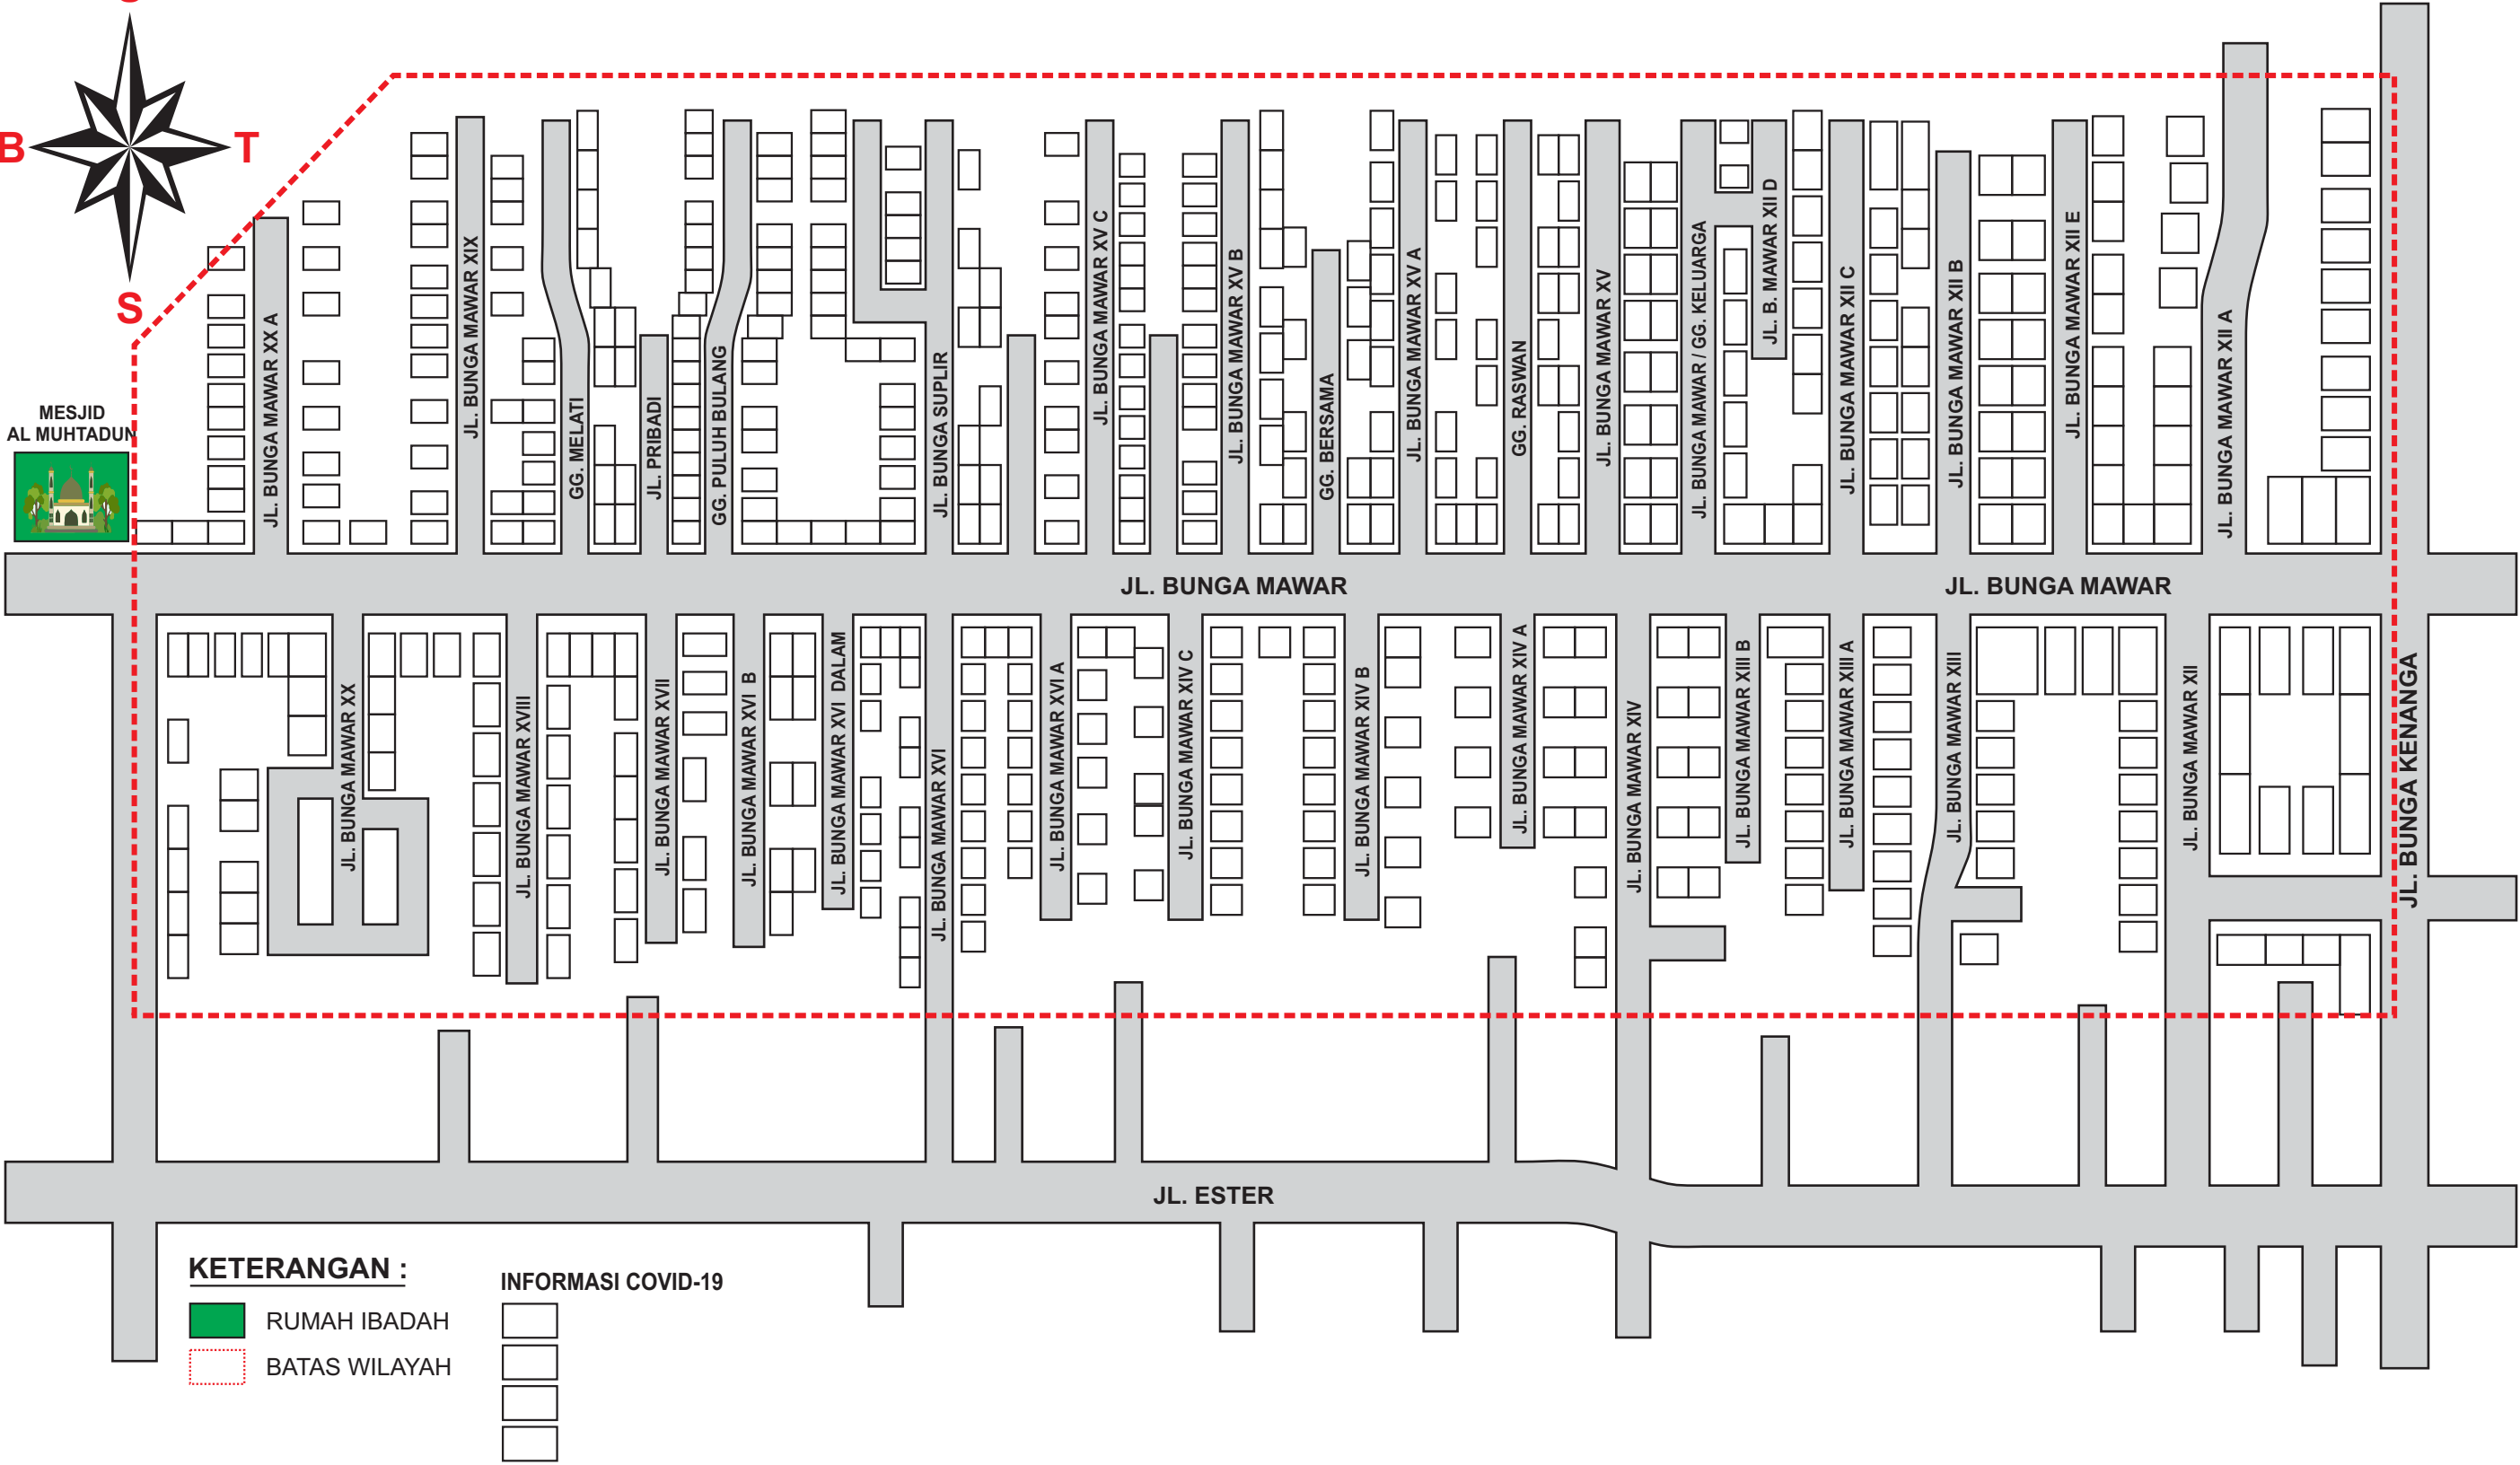 B
T
S
MESJID
AL MUHTADUN
JL. BUNGA MAWAR XX A
JL. BUNGA MAWAR XIX
GG. MELATI
JL. PRIBADI
GG. PULUH BULANG
JL. BUNGA SUPLIR
JL. BUNGA MAWAR XV C
JL. BUNGA MAWAR XV B
GG. BERSAMA
JL. BUNGA MAWAR XV A
GG. RASWAN
JL. BUNGA MAWAR XV
JL. BUNGA MAWAR / GG. KELUARGA
JL. B. MAWAR XII D
JL. BUNGA MAWAR XII C
JL. BUNGA MAWAR XII B
JL. BUNGA MAWAR XII E
JL. BUNGA MAWAR XII A
JL. BUNGA MAWAR
JL. BUNGA MAWAR
JL. BUNGA MAWAR XX
JL. BUNGA MAWAR XVIII
JL. BUNGA MAWAR XVII
JL. BUNGA MAWAR XVI B
JL. BUNGA MAWAR XVI DALAM
JL. BUNGA MAWAR XVI
JL. BUNGA MAWAR XVI A
JL. BUNGA MAWAR XIV C
JL. BUNGA MAWAR XIV B
JL. BUNGA MAWAR XIV A
JL. BUNGA MAWAR XIV
JL. BUNGA MAWAR XIII B
JL. BUNGA MAWAR XIII A
JL. BUNGA MAWAR XIII
JL. BUNGA MAWAR XII
JL. BUNGA KENANGA
JL. ESTER
KETERANGAN :
RUMAH IBADAH
BATAS WILAYAH
INFORMASI COVID-19